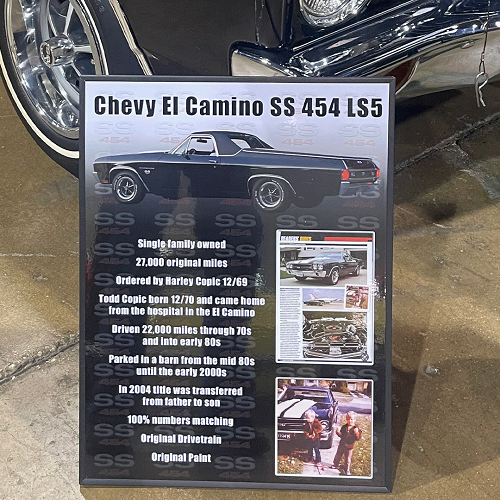 Chevy El Camino SS 454 LS5
Single family owned
27,000 original miles
Ordered by Harley Copic 12/69
Todd Copic born 12/70 and came home
from the hospital in the El Camino
Driven 22,000 miles through 70s
and into early 80s
Parked in a barn from the mid 80s
until the early 2000s
In 2004 title was transferred
from father to son
100% numbers matching
Original Drivetrain
Original Paint